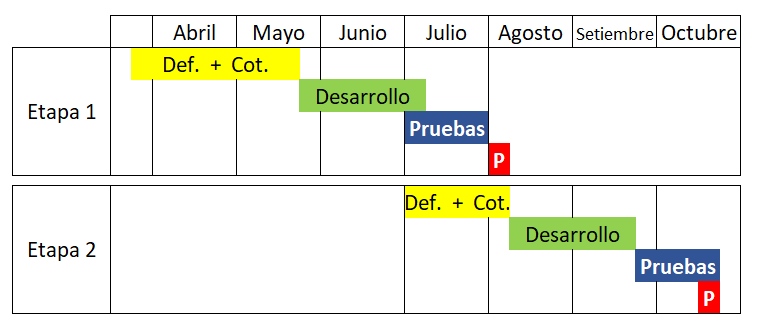 Abril Mayo Junio Julio Agosto Setiembre Octubre
Def. + Cot.
Desarrollo
Etapa 1
Pruebas
P
Def. + Cot.
Desarrollo
Etapa 2
Pruebas
P